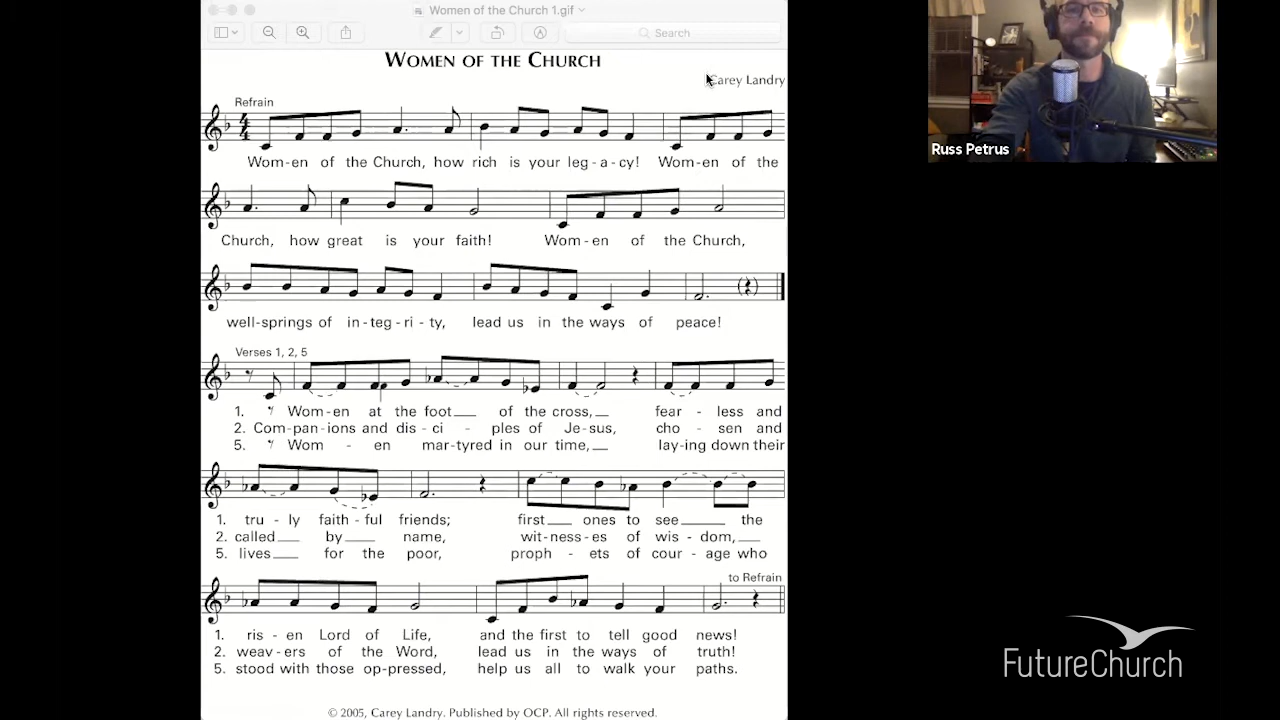 Women of the Church 1.gif
Search
WOMEN OF THE CHURCH
Carey Landry
Refrain
Wom-en of the Church, how rich is your leg-a-cy! Wom-en of the
Church, how great is your faith! Wom-en of the Church,
well-springs of in-teg-ri-ty, lead us in the ways of peace!
Verses 1, 2, 5
1. Wom-en at the foot of the cross, fear-less and
2. Com-pan-ions and dis-ci-ples of Je-sus, cho-sen and
5. Wom-en mar-tyred in our time, lay-ing down their
1. tru-ly faith-ful friends; first ones to see the
2. called by name, wit-ness-es of wis-dom,
5. lives for the poor, proph-ets of cour-age who
to Refrain
1. ris-en Lord of Life, and the first to tell good news!
2. weav-ers of the Word, lead us in the ways of truth!
5. stood with those op-pressed, help us all to walk your paths.
© 2005, Carey Landry. Published by OCP. All rights reserved.
Russ Petrus
FutureChurch